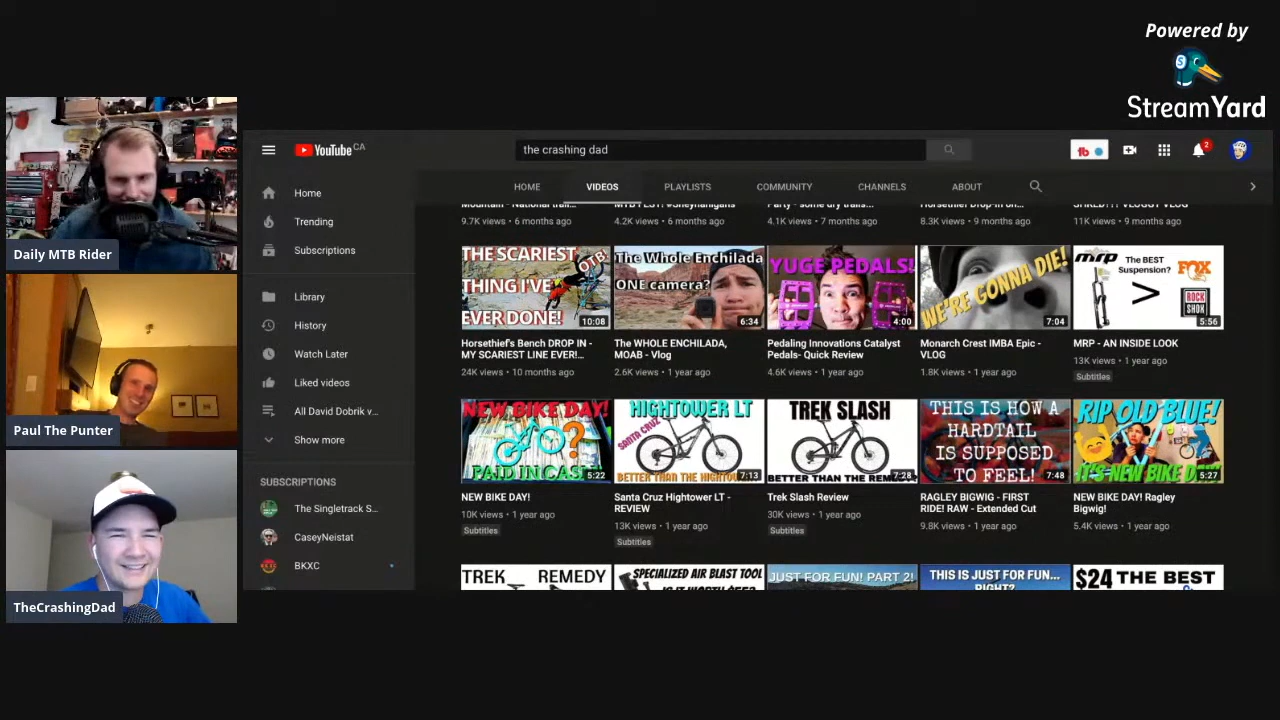 Powered by
StreamYard
YouTube CA
the crashing dad
2
Home
Trending
Subscriptions
Library
History
Watch Later
Liked videos
All David Dobrik v...
Show more
SUBSCRIPTIONS
The Singletrack S...
CaseyNeistat
BKXC
HOME
VIDEOS
PLAYLISTS
COMMUNITY
CHANNELS
ABOUT
9.7K views • 6 months ago
4.2K views • 6 months ago
4.1K views • 7 months ago
8.3K views • 9 months ago
11K views • 9 months ago
THE SCARIEST
THING I'VE
OTB!
EVER DONE!
10:08
The Whole Enchilada
ONE camera?
6:34
YUGE PEDALS!
4:00
WE'RE GONNA DIE!
7:04
mrp
The BEST
Suspension?
>
FOX
ROCK
SHOX
5:56
Horsethief's Bench DROP IN -
MY SCARIEST LINE EVER!...
24K views • 10 months ago
The WHOLE ENCHILADA,
MOAB - Vlog
2.6K views • 1 year ago
Pedaling Innovations Catalyst
Pedals- Quick Review
4.6K views • 1 year ago
Monarch Crest IMBA Epic -
VLOG
1.8K views • 1 year ago
MRP - AN INSIDE LOOK
13K views • 1 year ago
Subtitles
NEW BIKE DAY!
?
PAID IN CASH
5:22
HIGHTOWER LT
SANTA CRUZ
BETTER THAN THE
7:13
TREK SLASH
BETTER THAN THE
7:28
THIS IS HOW A
HARDTAIL
IS SUPPOSED
TO FEEL!
7:48
RIP OLD BLUE!
IT'S NEW BIKE DAY
5:27
NEW BIKE DAY!
10K views • 1 year ago
Subtitles
Santa Cruz Hightower LT -
REVIEW
13K views • 1 year ago
Subtitles
Trek Slash Review
30K views • 1 year ago
Subtitles
RAGLEY BIGWIG - FIRST
RIDE! RAW - Extended Cut
9.8K views • 1 year ago
NEW BIKE DAY! Ragley
Bigwig!
5.4K views • 1 year ago
TREK REMEDY
SPECIALIZED AIR BLAST TOOL
JUST FOR FUN! PART 2!
THIS IS JUST FOR FUN...
RIGHT?
$24 THE BEST
Daily MTB Rider
Paul The Punter
TheCrashingDad